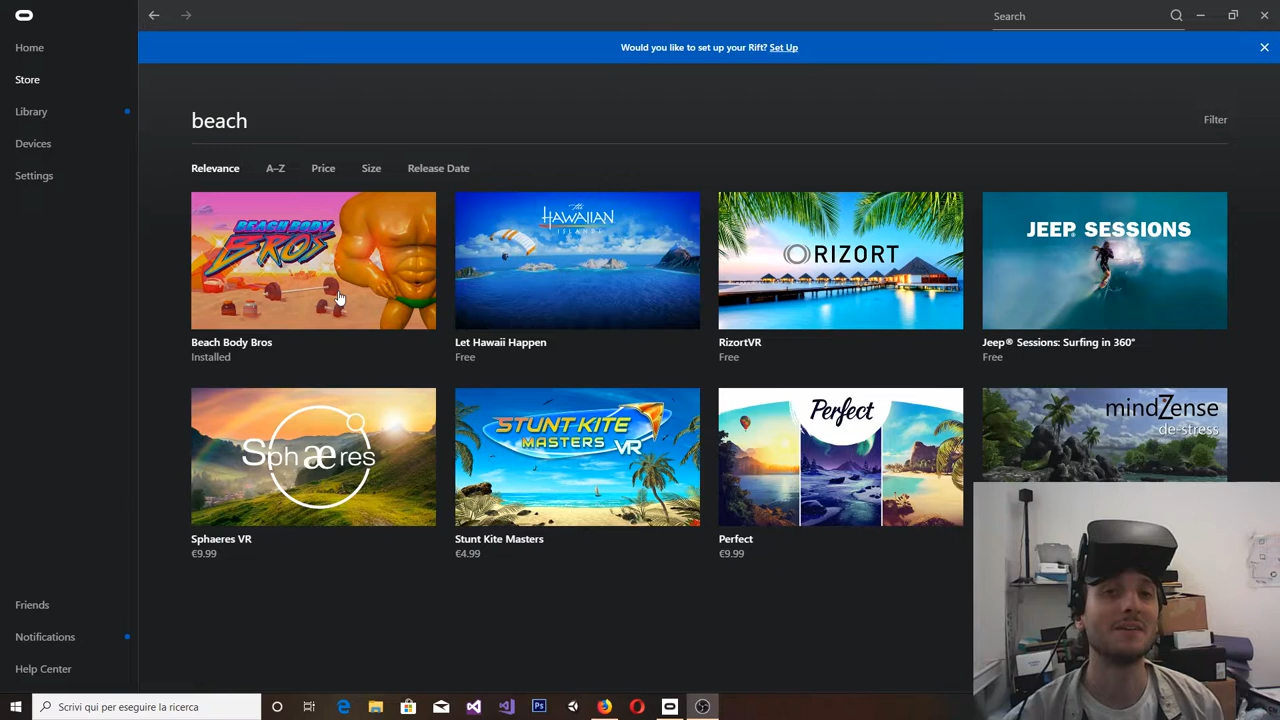 Search
Home
Would you like to set up your Rift? Set Up
Store
Library
Devices
Settings
beach
Filter
Relevance
A–Z
Price
Size
Release Date
BEACH BODY
BROS
the
HAWAIIAN
ISLANDS
RIZORT
JEEP SESSIONS
Beach Body Bros
Installed
Let Hawaii Happen
Free
RizortVR
Free
Jeep® Sessions: Surfing in 360°
Free
Sphæres
STUNT-KITE
MASTERS VR
Perfect
mindZense
de-stress
Sphaeres VR
€9.99
Stunt Kite Masters
€4.99
Perfect
€9.99
Friends
Notifications
Help Center
Scrivi qui per eseguire la ricerca
Ps